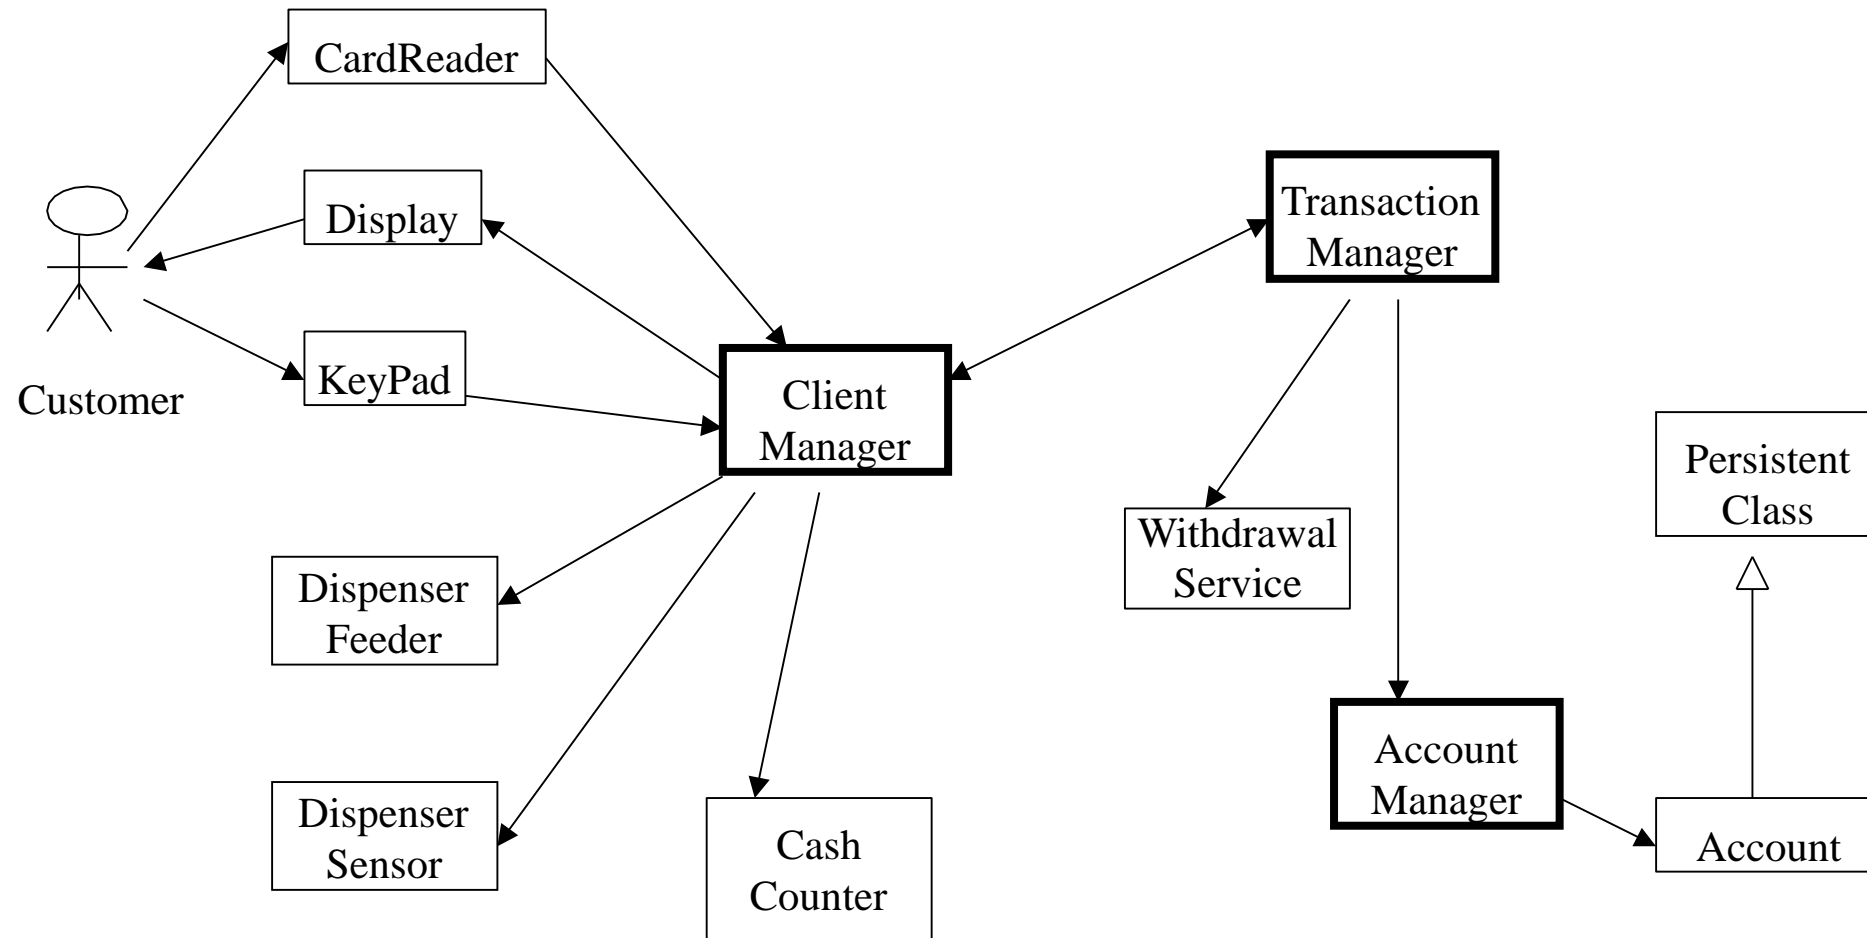 CardReader
Display
KeyPad
Customer
Client
Manager
Transaction
Manager
Dispenser
Feeder
Dispenser
Sensor
Cash
Counter
Withdrawal
Service
Account
Manager
Persistent
Class
Account